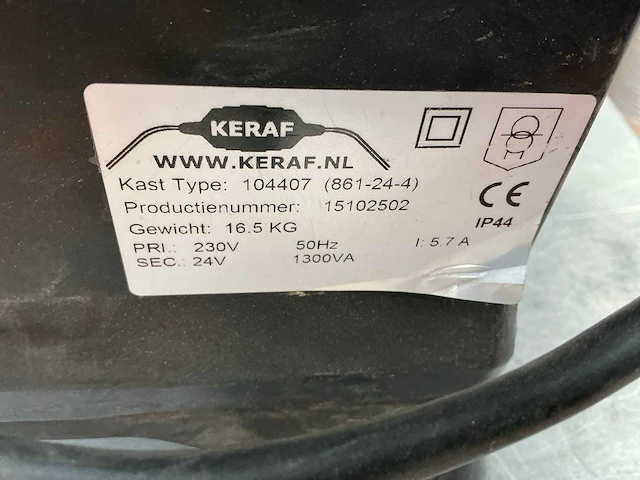 KERAF
WWW.KERAF.NL
Kast Type: 104407 (861-24-4)
Productienummer: 15102502
Gewicht: 16.5 KG
PRI.: 230V 50Hz I: 5.7 A
SEC.: 24V 1300VA
CE
IP44